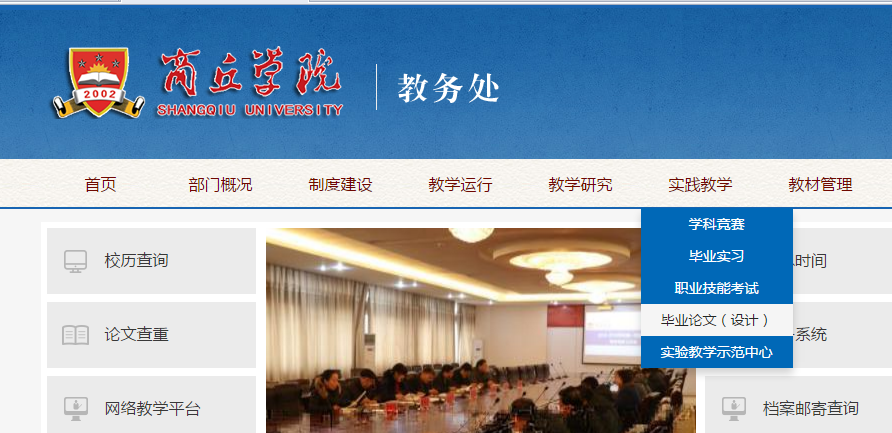 商丘学院
SHANGQIU UNIVERSITY
2002
教务处
首页
部门概况
制度建设
教学运行
教学研究
实践教学
教材管理
学科竞赛
毕业实习
职业技能考试
毕业论文（设计）
实验教学示范中心
校历查询
论文查重
网络教学平台
时间
系统
档案邮寄查询